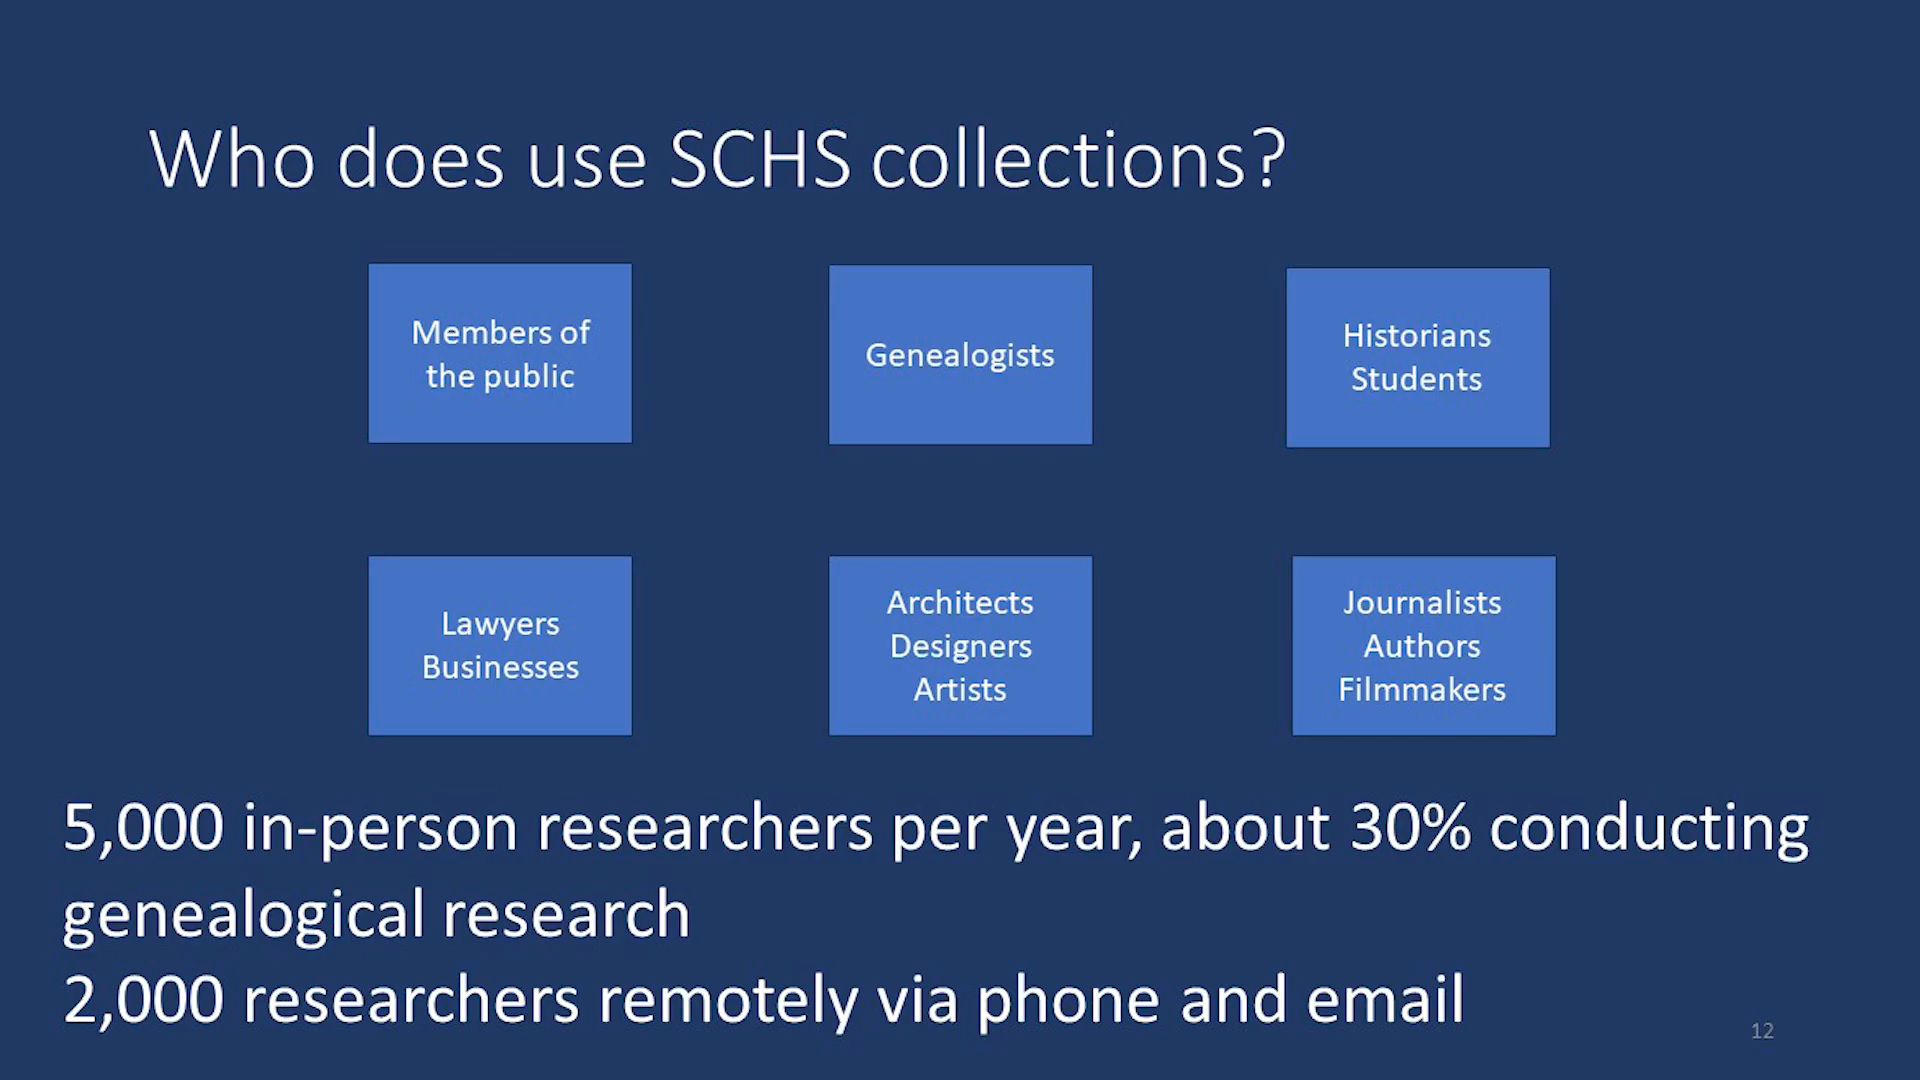 Who does use SCHS collections?
Members of
the public
Genealogists
Historians
Students
Lawyers
Businesses
Architects
Designers
Artists
Journalists
Authors
Filmmakers
5,000 in-person researchers per year, about 30% conducting
genealogical research
2,000 researchers remotely via phone and email
12